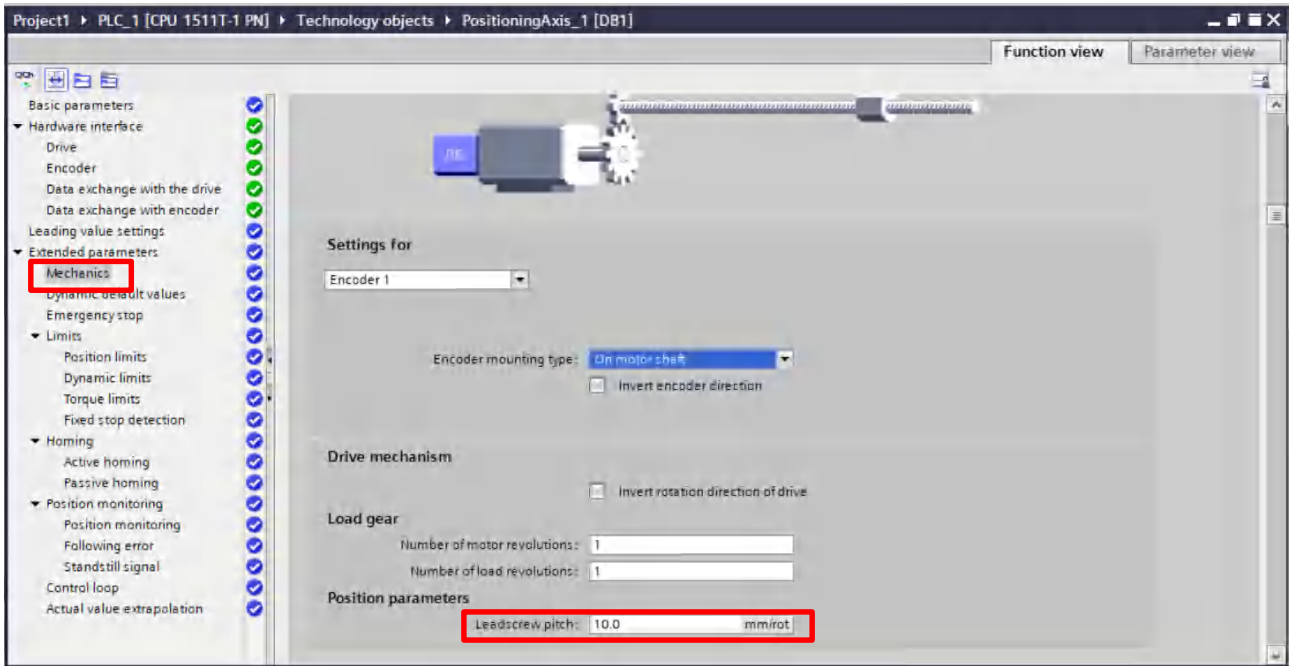 Project1 ▸ PLC_1 [CPU 1511T-1 PN] ▸ Technology objects ▸ PositioningAxis_1 [DB1]
Function view
Parameter view
Basic parameters
Hardware interface
Drive
Encoder
Data exchange with the drive
Data exchange with encoder
Leading value settings
Extended parameters
Mechanics
Dynamic default values
Emergency stop
Limits
Position limits
Dynamic limits
Torque limits
Fixed stop detection
Homing
Active homing
Passive homing
Position monitoring
Position monitoring
Following error
Standstill signal
Control loop
Actual value extrapolation
Settings for
Encoder 1
Encoder mounting type: On motor shaft
Invert encoder direction
Drive mechanism
Invert rotation direction of drive
Load gear
Number of motor revolutions: 1
Number of load revolutions: 1
Position parameters
Leadscrew pitch: 10.0 mm/rot